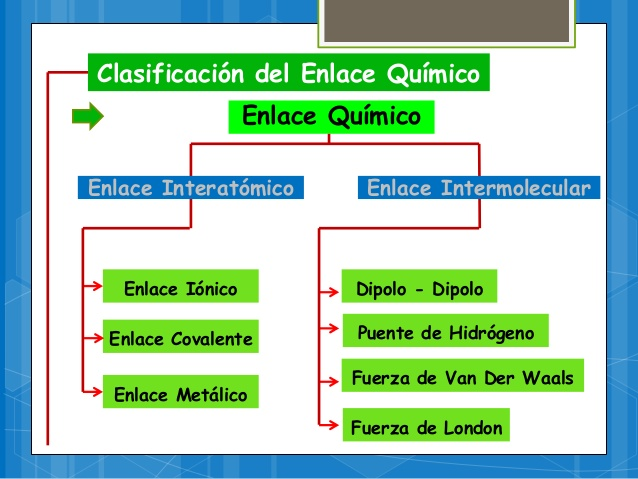 Clasificación del Enlace Químico
Enlace Químico
Enlace Interatómico
Enlace Intermolecular
Enlace Iónico
Enlace Covalente
Enlace Metálico
Dipolo - Dipolo
Puente de Hidrógeno
Fuerza de Van Der Waals
Fuerza de London